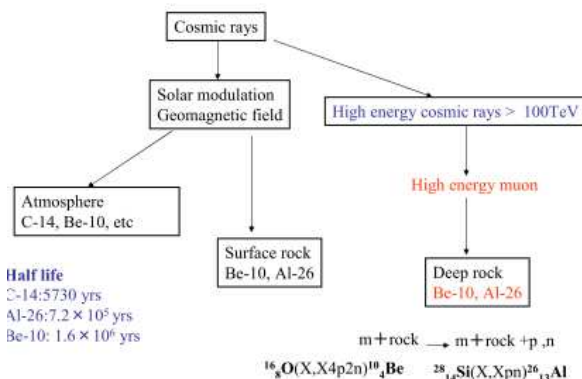 Cosmic rays
Solar modulation
Geomagnetic field
High energy cosmic rays > 100TeV
High energy muon
Atmosphere
C-14, Be-10, etc
Surface rock
Be-10, Al-26
Deep rock
Be-10, Al-26
Half life
C-14:5730 yrs
Al-26:7.2 × 10⁵ yrs
Be-10: 1.6 × 10⁶ yrs
m+rock → m+rock +p ,n
¹⁶₈O(X,X4p2n)¹⁰₄Be ²⁸₁₄Si(X,Xpn)²⁶₁₃Al